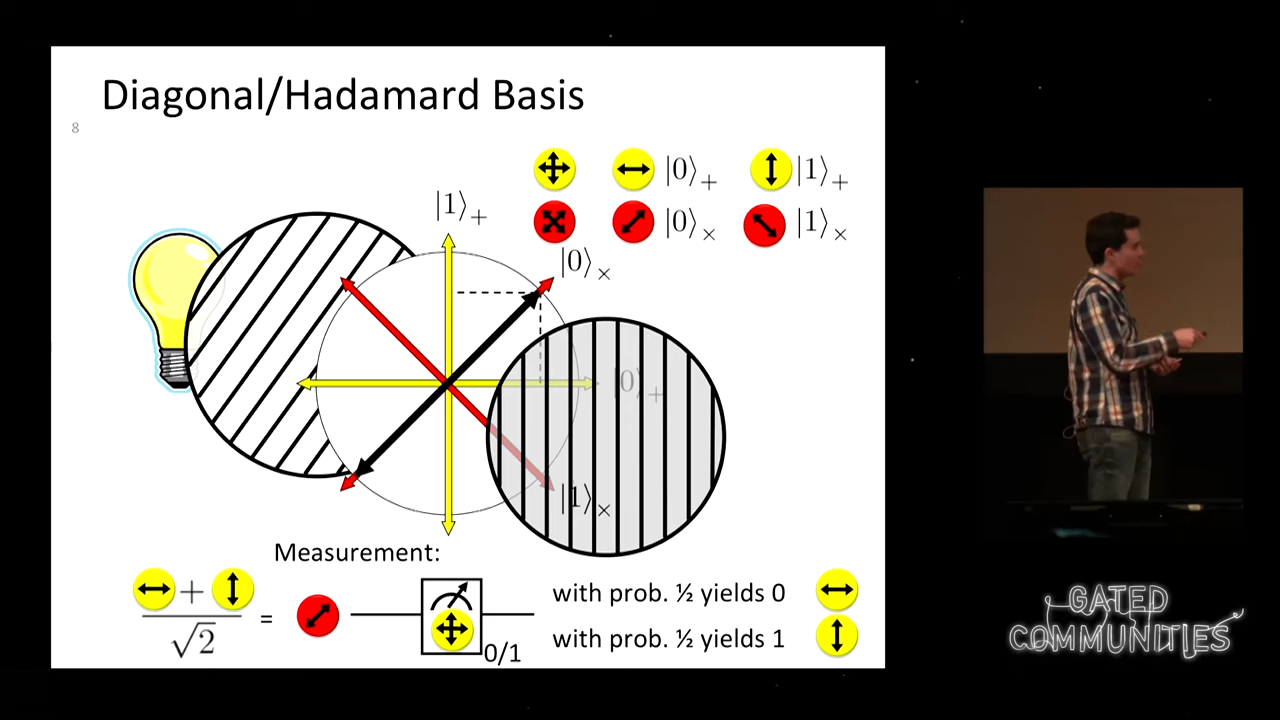 Diagonal/Hadamard Basis
8
|0⟩₊ |1⟩₊
|0⟩ₓ |1⟩ₓ
|1⟩₊
|0⟩ₓ
|0⟩₊
|1⟩ₓ
Measurement:
+
√2
=
0/1
with prob. ½ yields 0
with prob. ½ yields 1
GATED
COMMUNITIES